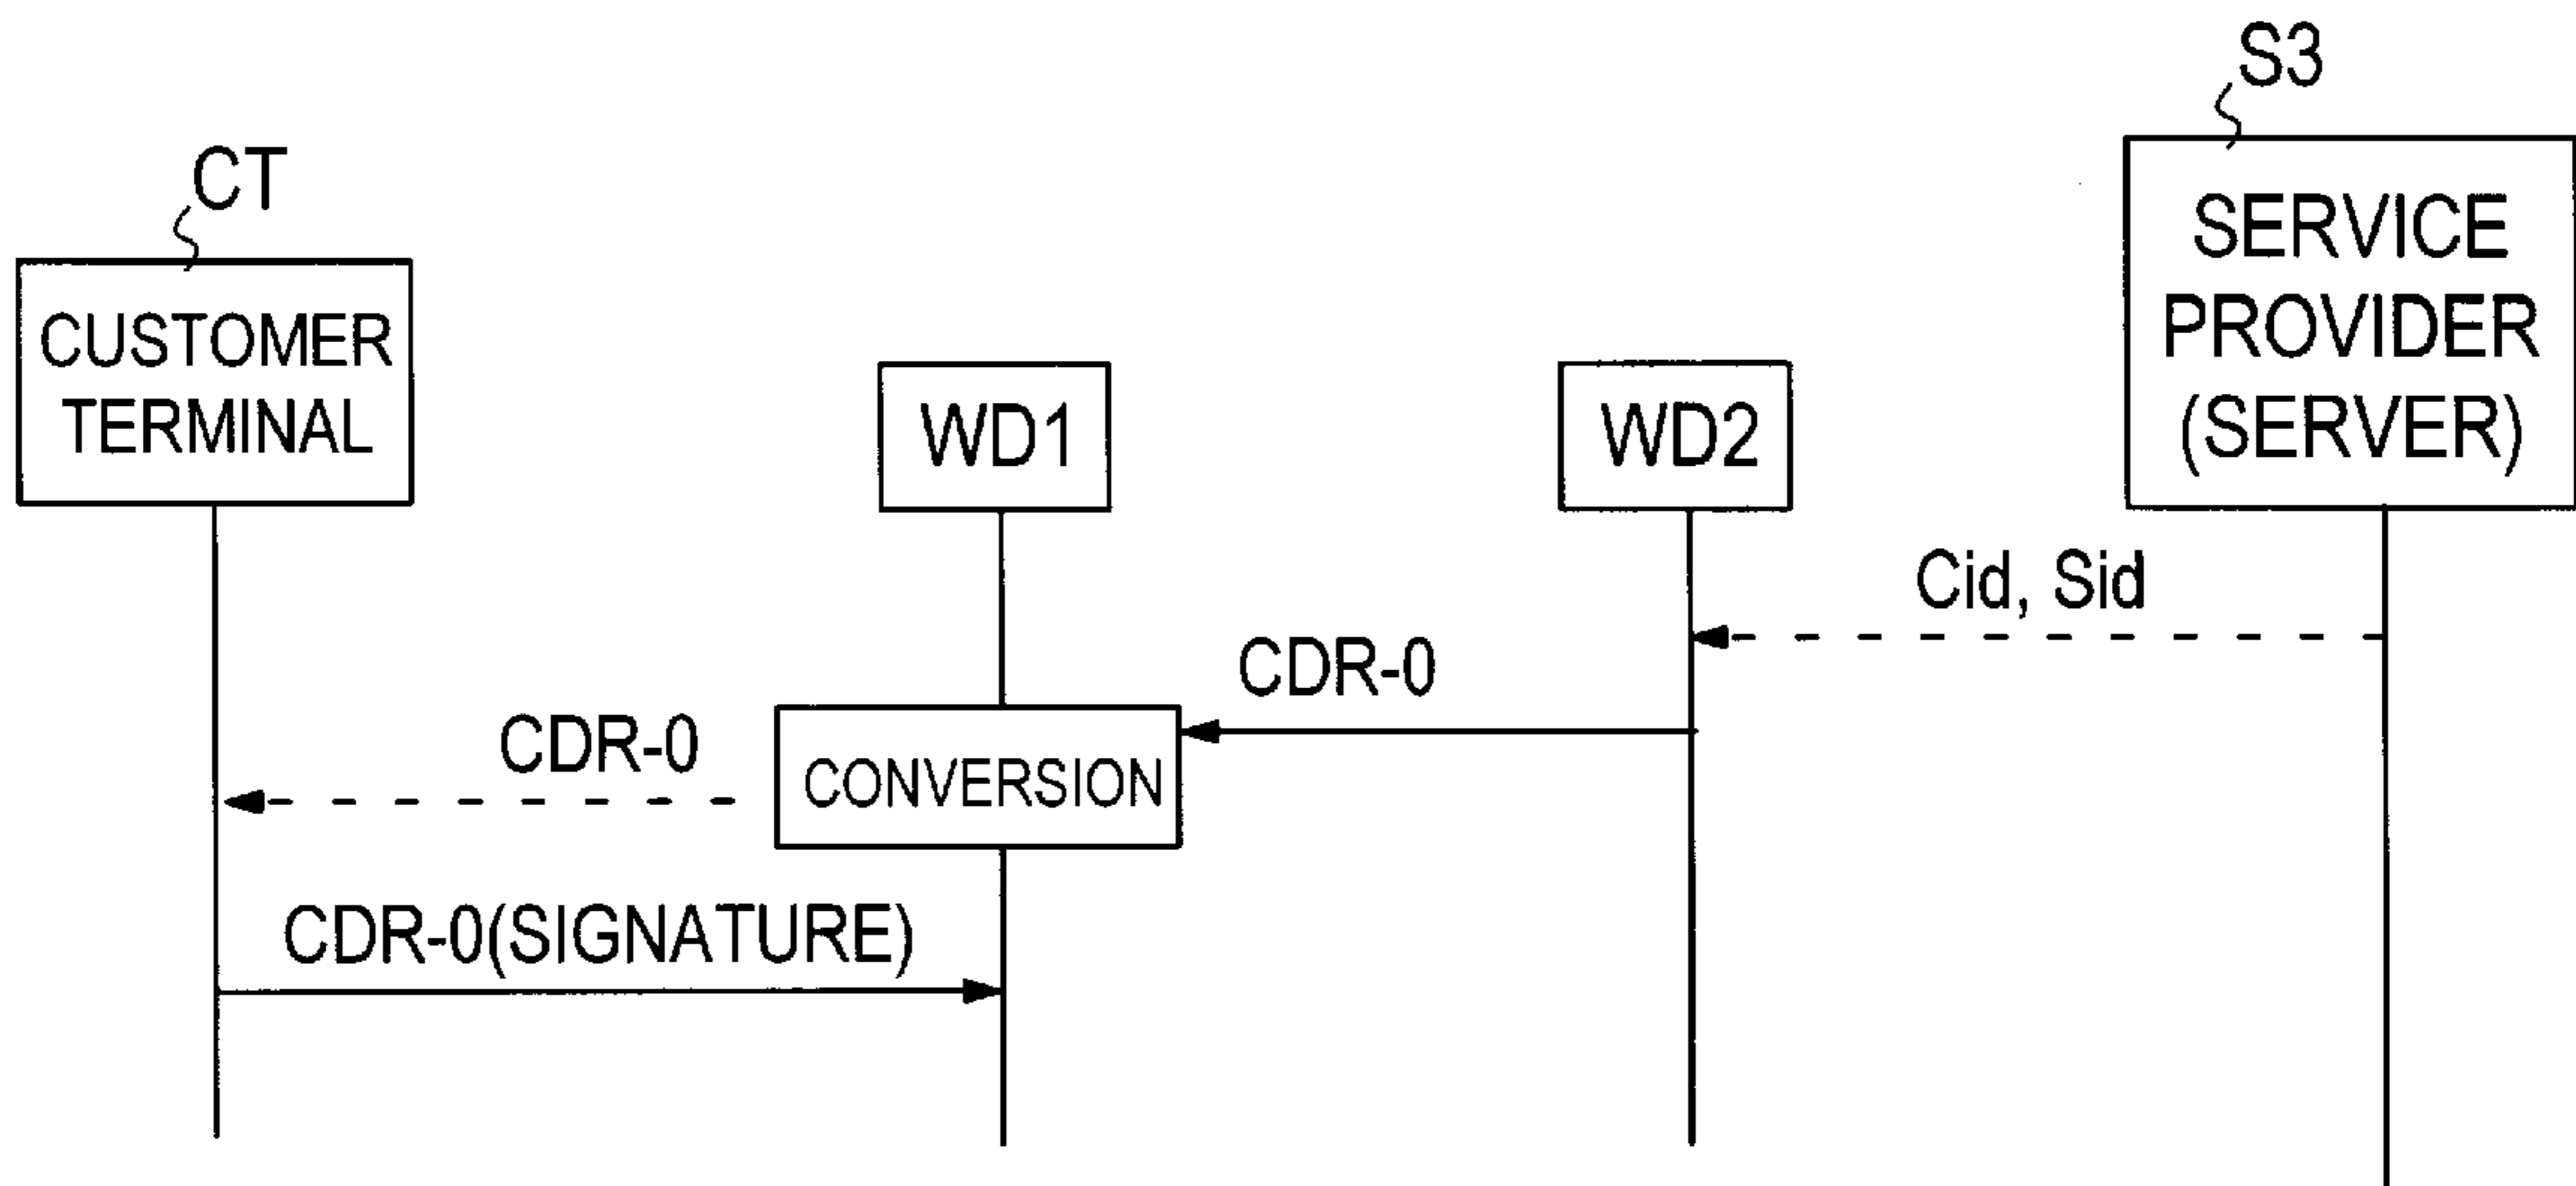 S3
CT
SERVICE
PROVIDER
(SERVER)
CUSTOMER
TERMINAL
WD1
WD2
Cid, Sid
CDR-0
CDR-0
CONVERSION
CDR-0(SIGNATURE)